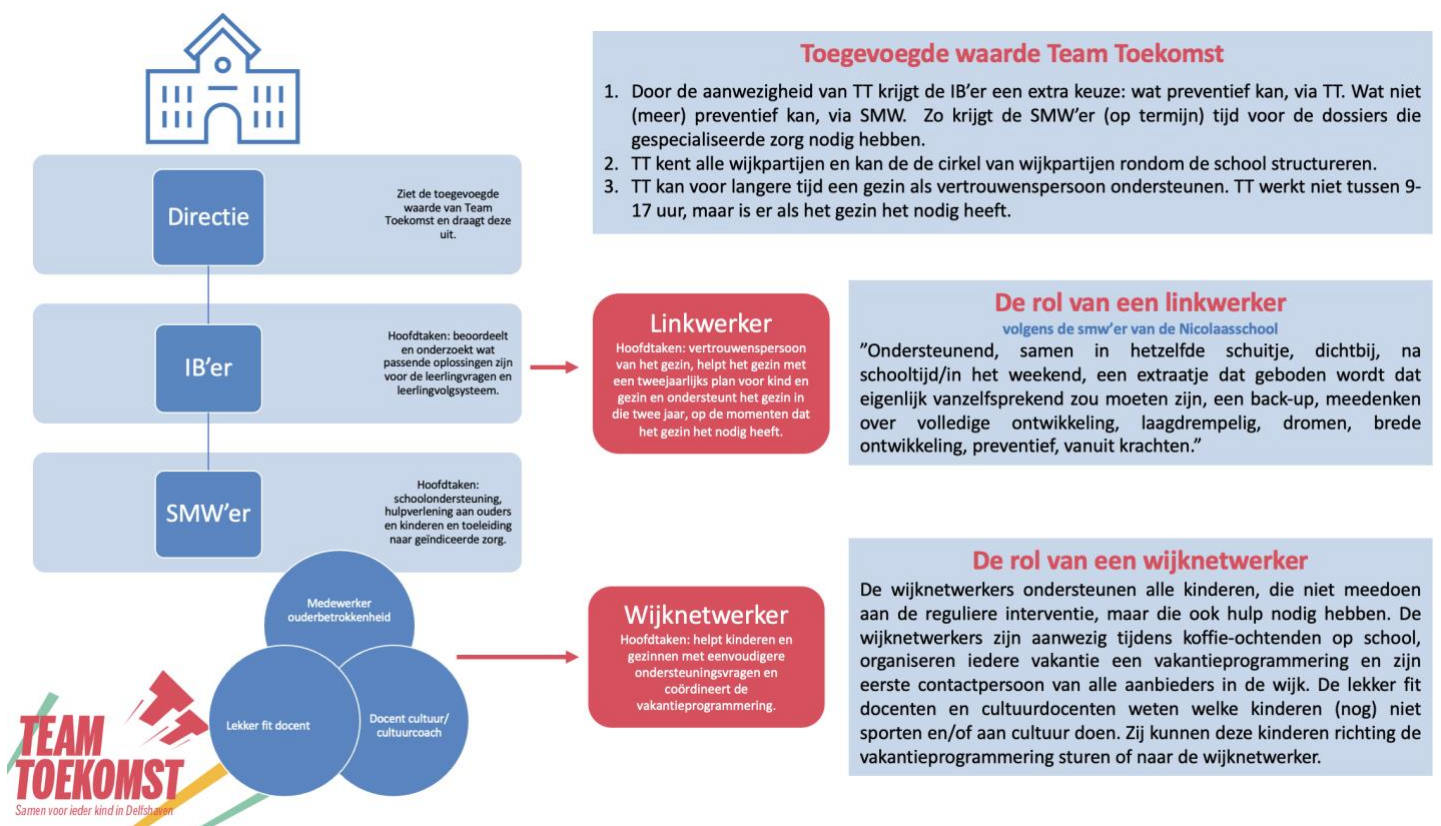 Toegevoegde waarde Team Toekomst
1. Door de aanwezigheid van TT krijgt de IB’er een extra keuze: wat preventief kan, via TT. Wat niet
(meer) preventief kan, via SMW. Zo krijgt de SMW’er (op termijn) tijd voor de dossiers die
gespecialiseerde zorg nodig hebben.
2. TT kent alle wijkpartijen en kan de de cirkel van wijkpartijen rondom de school structureren.
3. TT kan voor langere tijd een gezin als vertrouwenspersoon ondersteunen. TT werkt niet tussen 9-
17 uur, maar is er als het gezin het nodig heeft.
Directie
Ziet de toegevoegde
waarde van Team
Toekomst en draagt deze
uit.
IB’er
Hoofdtaken: beoordeelt
en onderzoekt wat
passende oplossingen zijn
voor de leerlingvragen en
leerlingvolgsysteem.
Linkwerker
Hoofdtaken: vertrouwenspersoon
van het gezin, helpt het gezin met
een tweejaarlijks plan voor kind en
gezin en ondersteunt het gezin in
die twee jaar, op de momenten dat
het gezin het nodig heeft.
De rol van een linkwerker
volgens de smw’er van de Nicolaasschool
”Ondersteunend, samen in hetzelfde schuitje, dichtbij, na
schooltijd/in het weekend, een extraatje dat geboden wordt dat
eigenlijk vanzelfsprekend zou moeten zijn, een back-up, meedenken
over volledige ontwikkeling, laagdrempelig, dromen, brede
ontwikkeling, preventief, vanuit krachten.”
SMW’er
Hoofdtaken:
schoolondersteuning,
hulpverlening aan ouders
en kinderen en toeleiding
naar geïndiceerde zorg.
Medewerker
ouderbetrokkenheid
Lekker fit docent
Docent cultuur/
cultuurcoach
Wijknetwerker
Hoofdtaken: helpt kinderen en
gezinnen met eenvoudigere
ondersteuningsvragen en
coördineert de
vakantieprogrammering.
De rol van een wijknetwerker
De wijknetwerkers ondersteunen alle kinderen, die niet meedoen
aan de reguliere interventie, maar die ook hulp nodig hebben. De
wijknetwerkers zijn aanwezig tijdens koffie-ochtenden op school,
organiseren iedere vakantie een vakantieprogrammering en zijn
eerste contactpersoon van alle aanbieders in de wijk. De lekker fit
docenten en cultuurdocenten weten welke kinderen (nog) niet
sporten en/of aan cultuur doen. Zij kunnen deze kinderen richting de
vakantieprogrammering sturen of naar de wijknetwerker.
TEAM
TOEKOMST
Samen voor ieder kind in Delfshaven